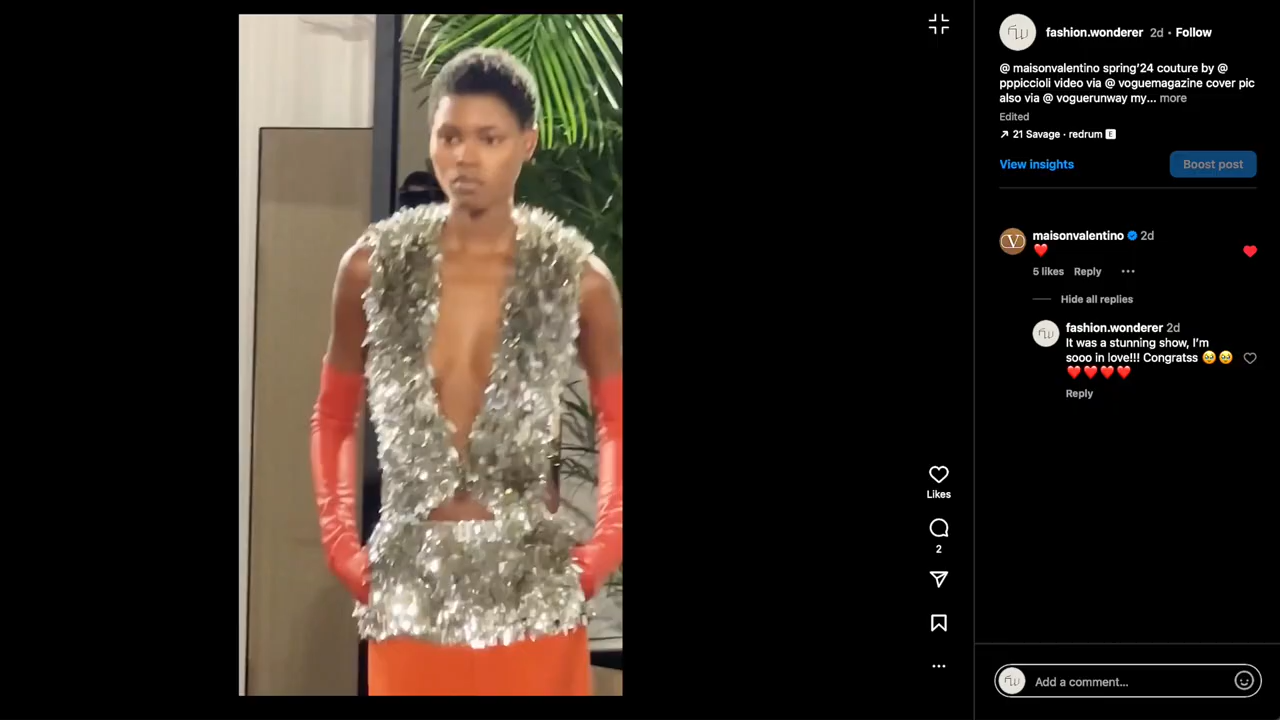 fashion.wonderer 2d • Follow
@ maisonvalentino spring'24 couture by @
pppiccioli video via @ voguemagazine cover pic
also via @ voguerunway my... more
Edited
21 Savage · redrum E
View insights
Boost post
maisonvalentino 2d
5 likes Reply
Hide all replies
fashion.wonderer 2d
It was a stunning show, I'm
sooo in love!!! Congratss 🥹🥹
❤️❤️❤️❤️
Reply
Likes
2
Add a comment...